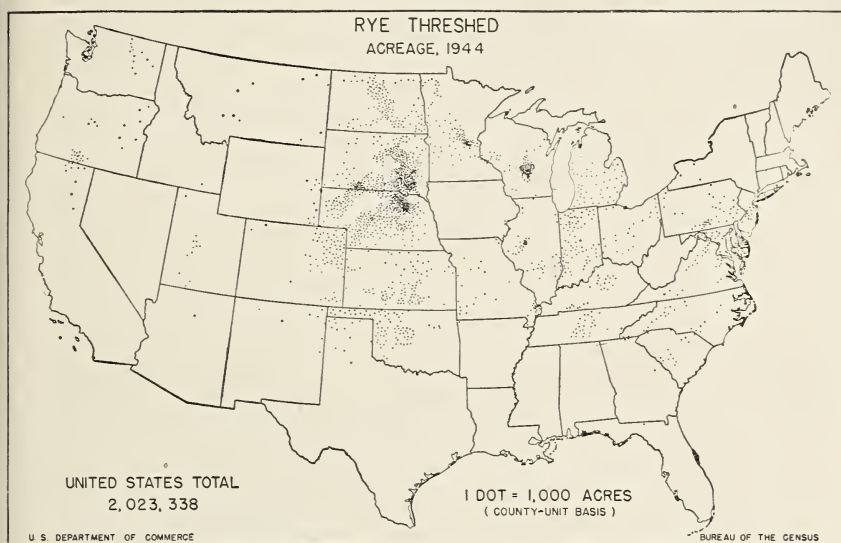 RYE THRESHED
ACREAGE, 1944
UNITED STATES TOTAL
2,023,338
1 DOT = 1,000 ACRES
( COUNTY-UNIT BASIS )
U. S. DEPARTMENT OF COMMERCE
BUREAU OF THE CENSUS